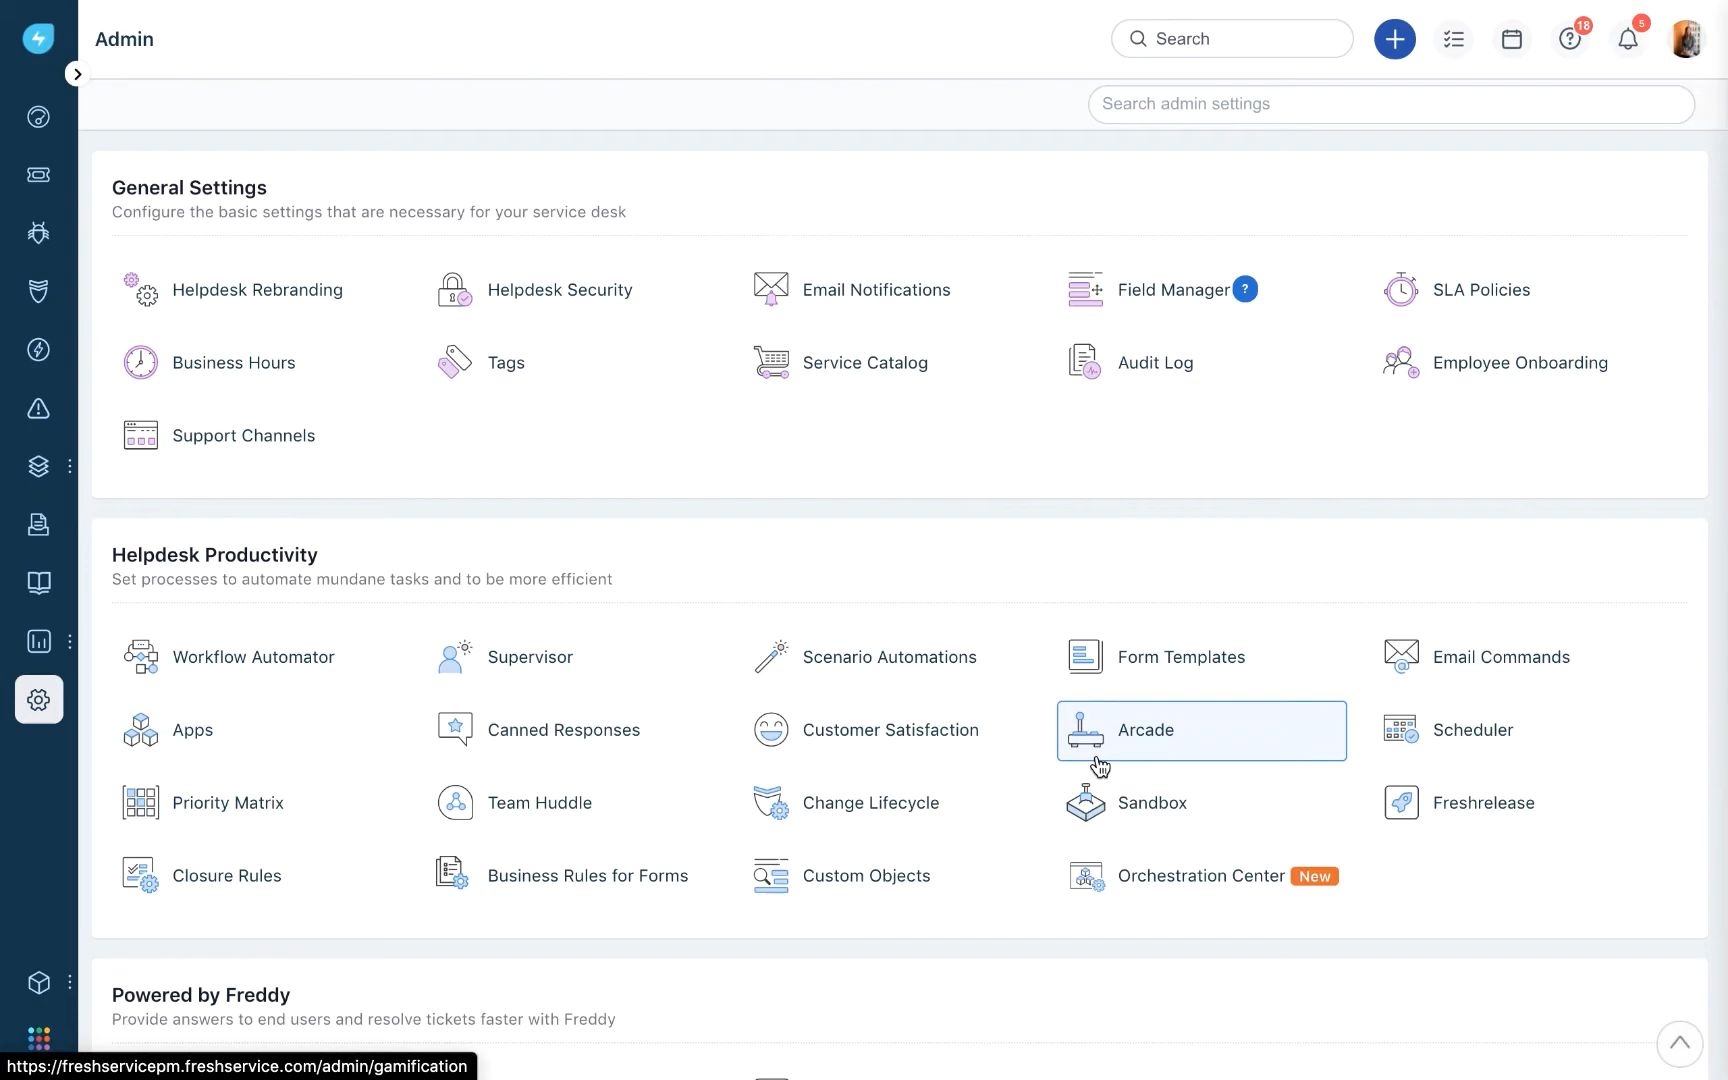 Admin
Search
18
5
Search admin settings
General Settings
Configure the basic settings that are necessary for your service desk
Helpdesk Rebranding
Helpdesk Security
Email Notifications
Field Manager ?
SLA Policies
Business Hours
Tags
Service Catalog
Audit Log
Employee Onboarding
Support Channels
Helpdesk Productivity
Set processes to automate mundane tasks and to be more efficient
Workflow Automator
Supervisor
Scenario Automations
Form Templates
Email Commands
Apps
Canned Responses
Customer Satisfaction
Arcade
Scheduler
Priority Matrix
Team Huddle
Change Lifecycle
Sandbox
Freshrelease
Closure Rules
Business Rules for Forms
Custom Objects
Orchestration Center New
Powered by Freddy
Provide answers to end users and resolve tickets faster with Freddy
https://freshservicepm.freshservice.com/admin/gamification